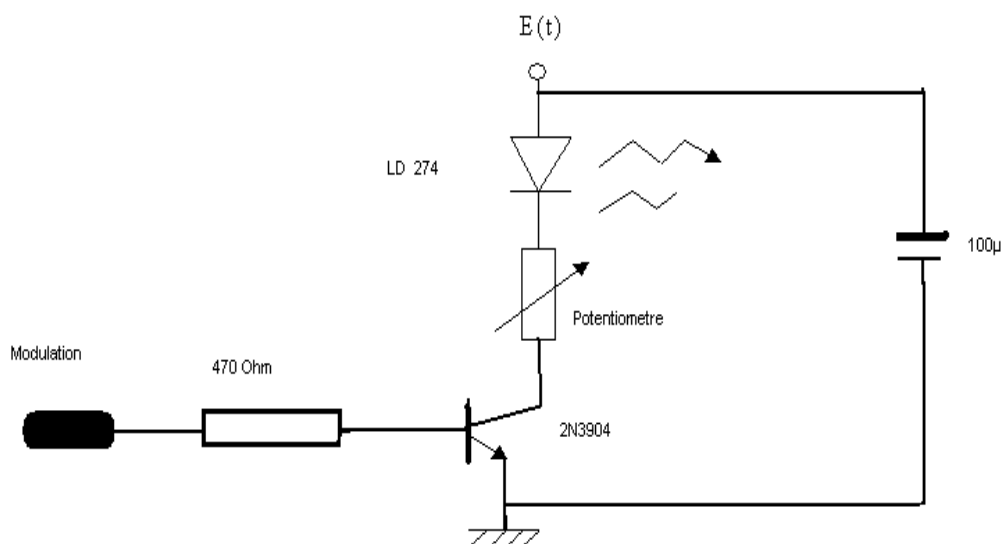 E(t)
LD 274
100µ
Potentiometre
Modulation
470 Ohm
2N3904